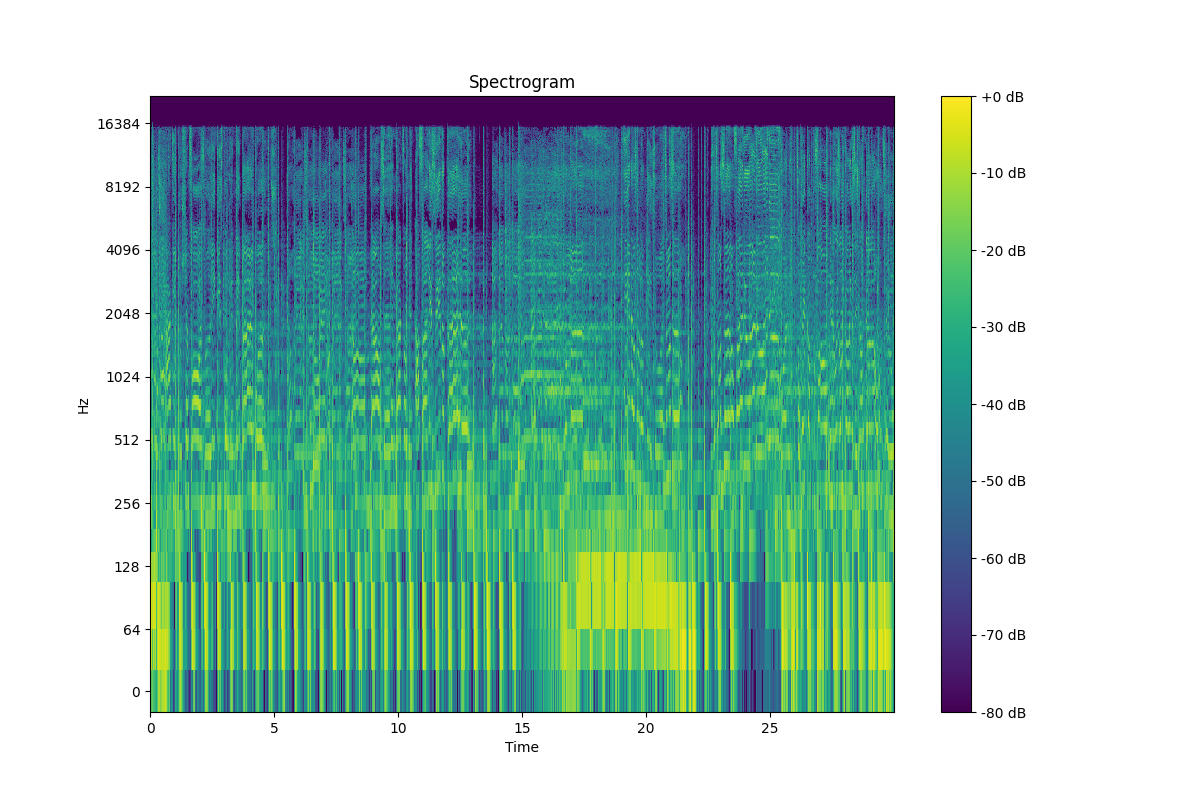 Spectrogram
16384
8192
4096
2048
1024
512
256
128
64
0
Hz
0 5 10 15 20 25
Time
+0 dB
-10 dB
-20 dB
-30 dB
-40 dB
-50 dB
-60 dB
-70 dB
-80 dB